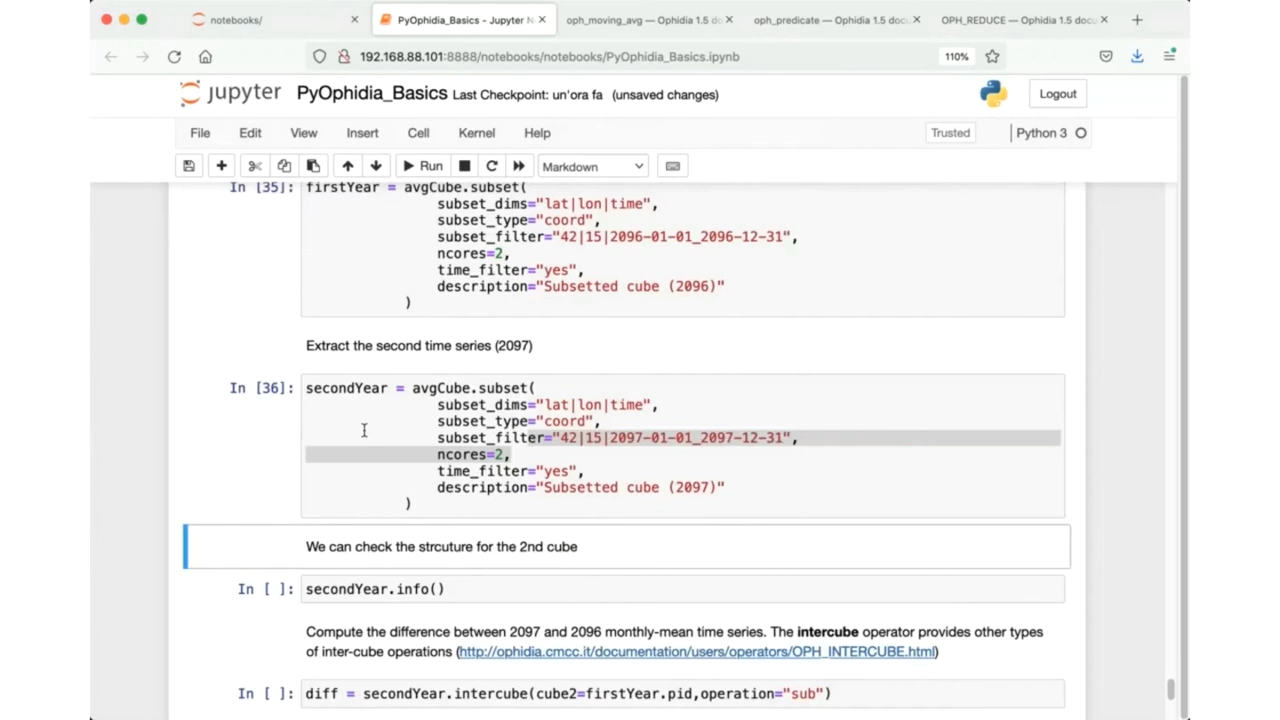 notebooks/
PyOphidia_Basics - Jupyter N
oph_moving_avg — Ophidia 1.5 do
oph_predicate — Ophidia 1.5 docu
OPH_REDUCE — Ophidia 1.5 docu
192.168.88.101:8888/notebooks/notebooks/PyOphidia_Basics.ipynb
110%
jupyter PyOphidia_Basics Last Checkpoint: un'ora fa (unsaved changes)
Logout
File Edit View Insert Cell Kernel Help
Trusted
Python 3
Run
Markdown
In [35]: firstYear = avgCube.subset(
subset_dims="lat|lon|time",
subset_type="coord",
subset_filter="42|15|2096-01-01_2096-12-31",
ncores=2,
time_filter="yes",
description="Subsetted cube (2096)"
)
Extract the second time series (2097)
In [36]: secondYear = avgCube.subset(
subset_dims="lat|lon|time",
subset_type="coord",
subset_filter="42|15|2097-01-01_2097-12-31",
ncores=2,
time_filter="yes",
description="Subsetted cube (2097)"
)
We can check the strcuture for the 2nd cube
In [ ]: secondYear.info()
Compute the difference between 2097 and 2096 monthly-mean time series. The intercube operator provides other types
of inter-cube operations (http://ophidia.cmcc.it/documentation/users/operators/OPH_INTERCUBE.html)
In [ ]: diff = secondYear.intercube(cube2=firstYear.pid,operation="sub")